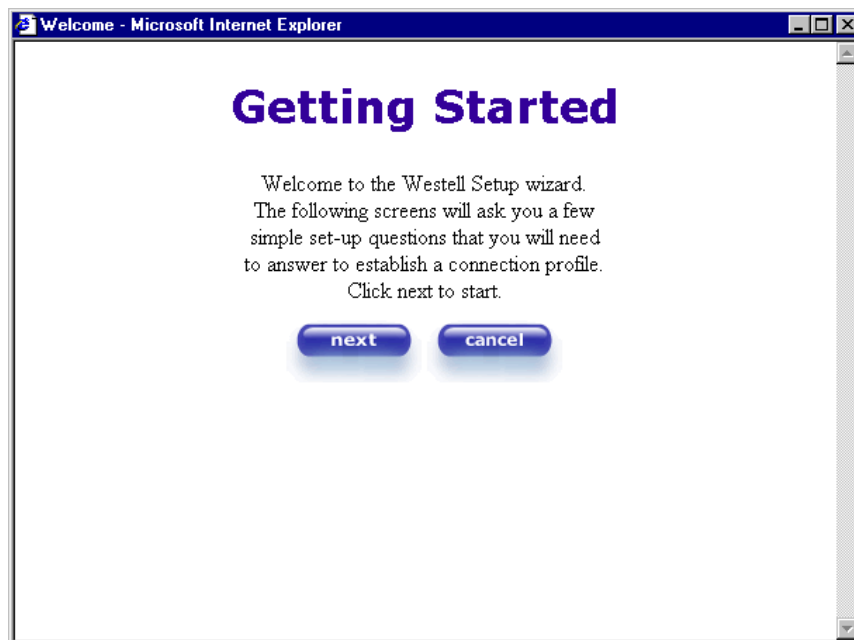 Welcome - Microsoft Internet Explorer
Getting Started
Welcome to the Westell Setup wizard.
The following screens will ask you a few
simple set-up questions that you will need
to answer to establish a connection profile.
Click next to start.
next cancel